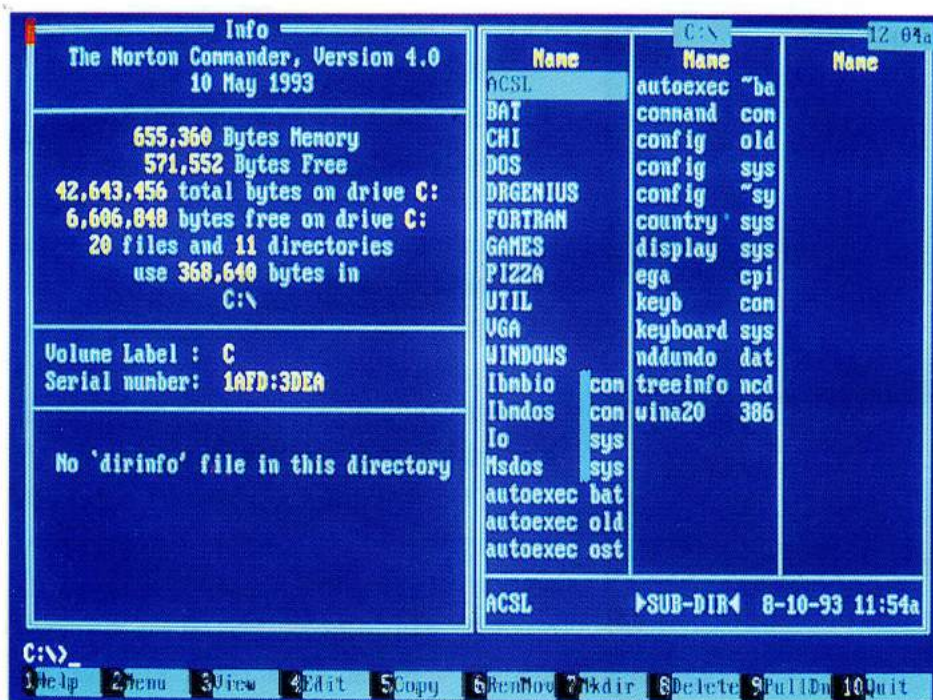 Info
The Norton Commander, Version 4.0
10 May 1993
655,360 Bytes Memory
571,552 Bytes Free
42,643,456 total bytes on drive C:
6,606,848 bytes free on drive C:
20 files and 11 directories
use 368,640 bytes in
C:\
Volume Label : C
Serial number: 1AFD:3DEA
No 'dirinfo' file in this directory
C:\
12 04a
Name Name Name
ACSL autoexec ~ba
BAT command com
CHI config old
DOS config sys
DRGENIUS config ~sy
FORTRAN country sys
GAMES display sys
PIZZA ega cpi
UTIL keyb com
VGA keyboard sys
WINDOWS nddundo dat
Ibmbio com treeinfo ncd
Ibmdos com wina20 386
Io sys
Msdos sys
autoexec bat
autoexec old
autoexec ost
ACSL ►SUB-DIR◄ 8-10-93 11:54a
C:\>_
1Help 2Menu 3View 4Edit 5Copy 6RenMov 7Mkdir 8Delete 9PullDn 10Quit